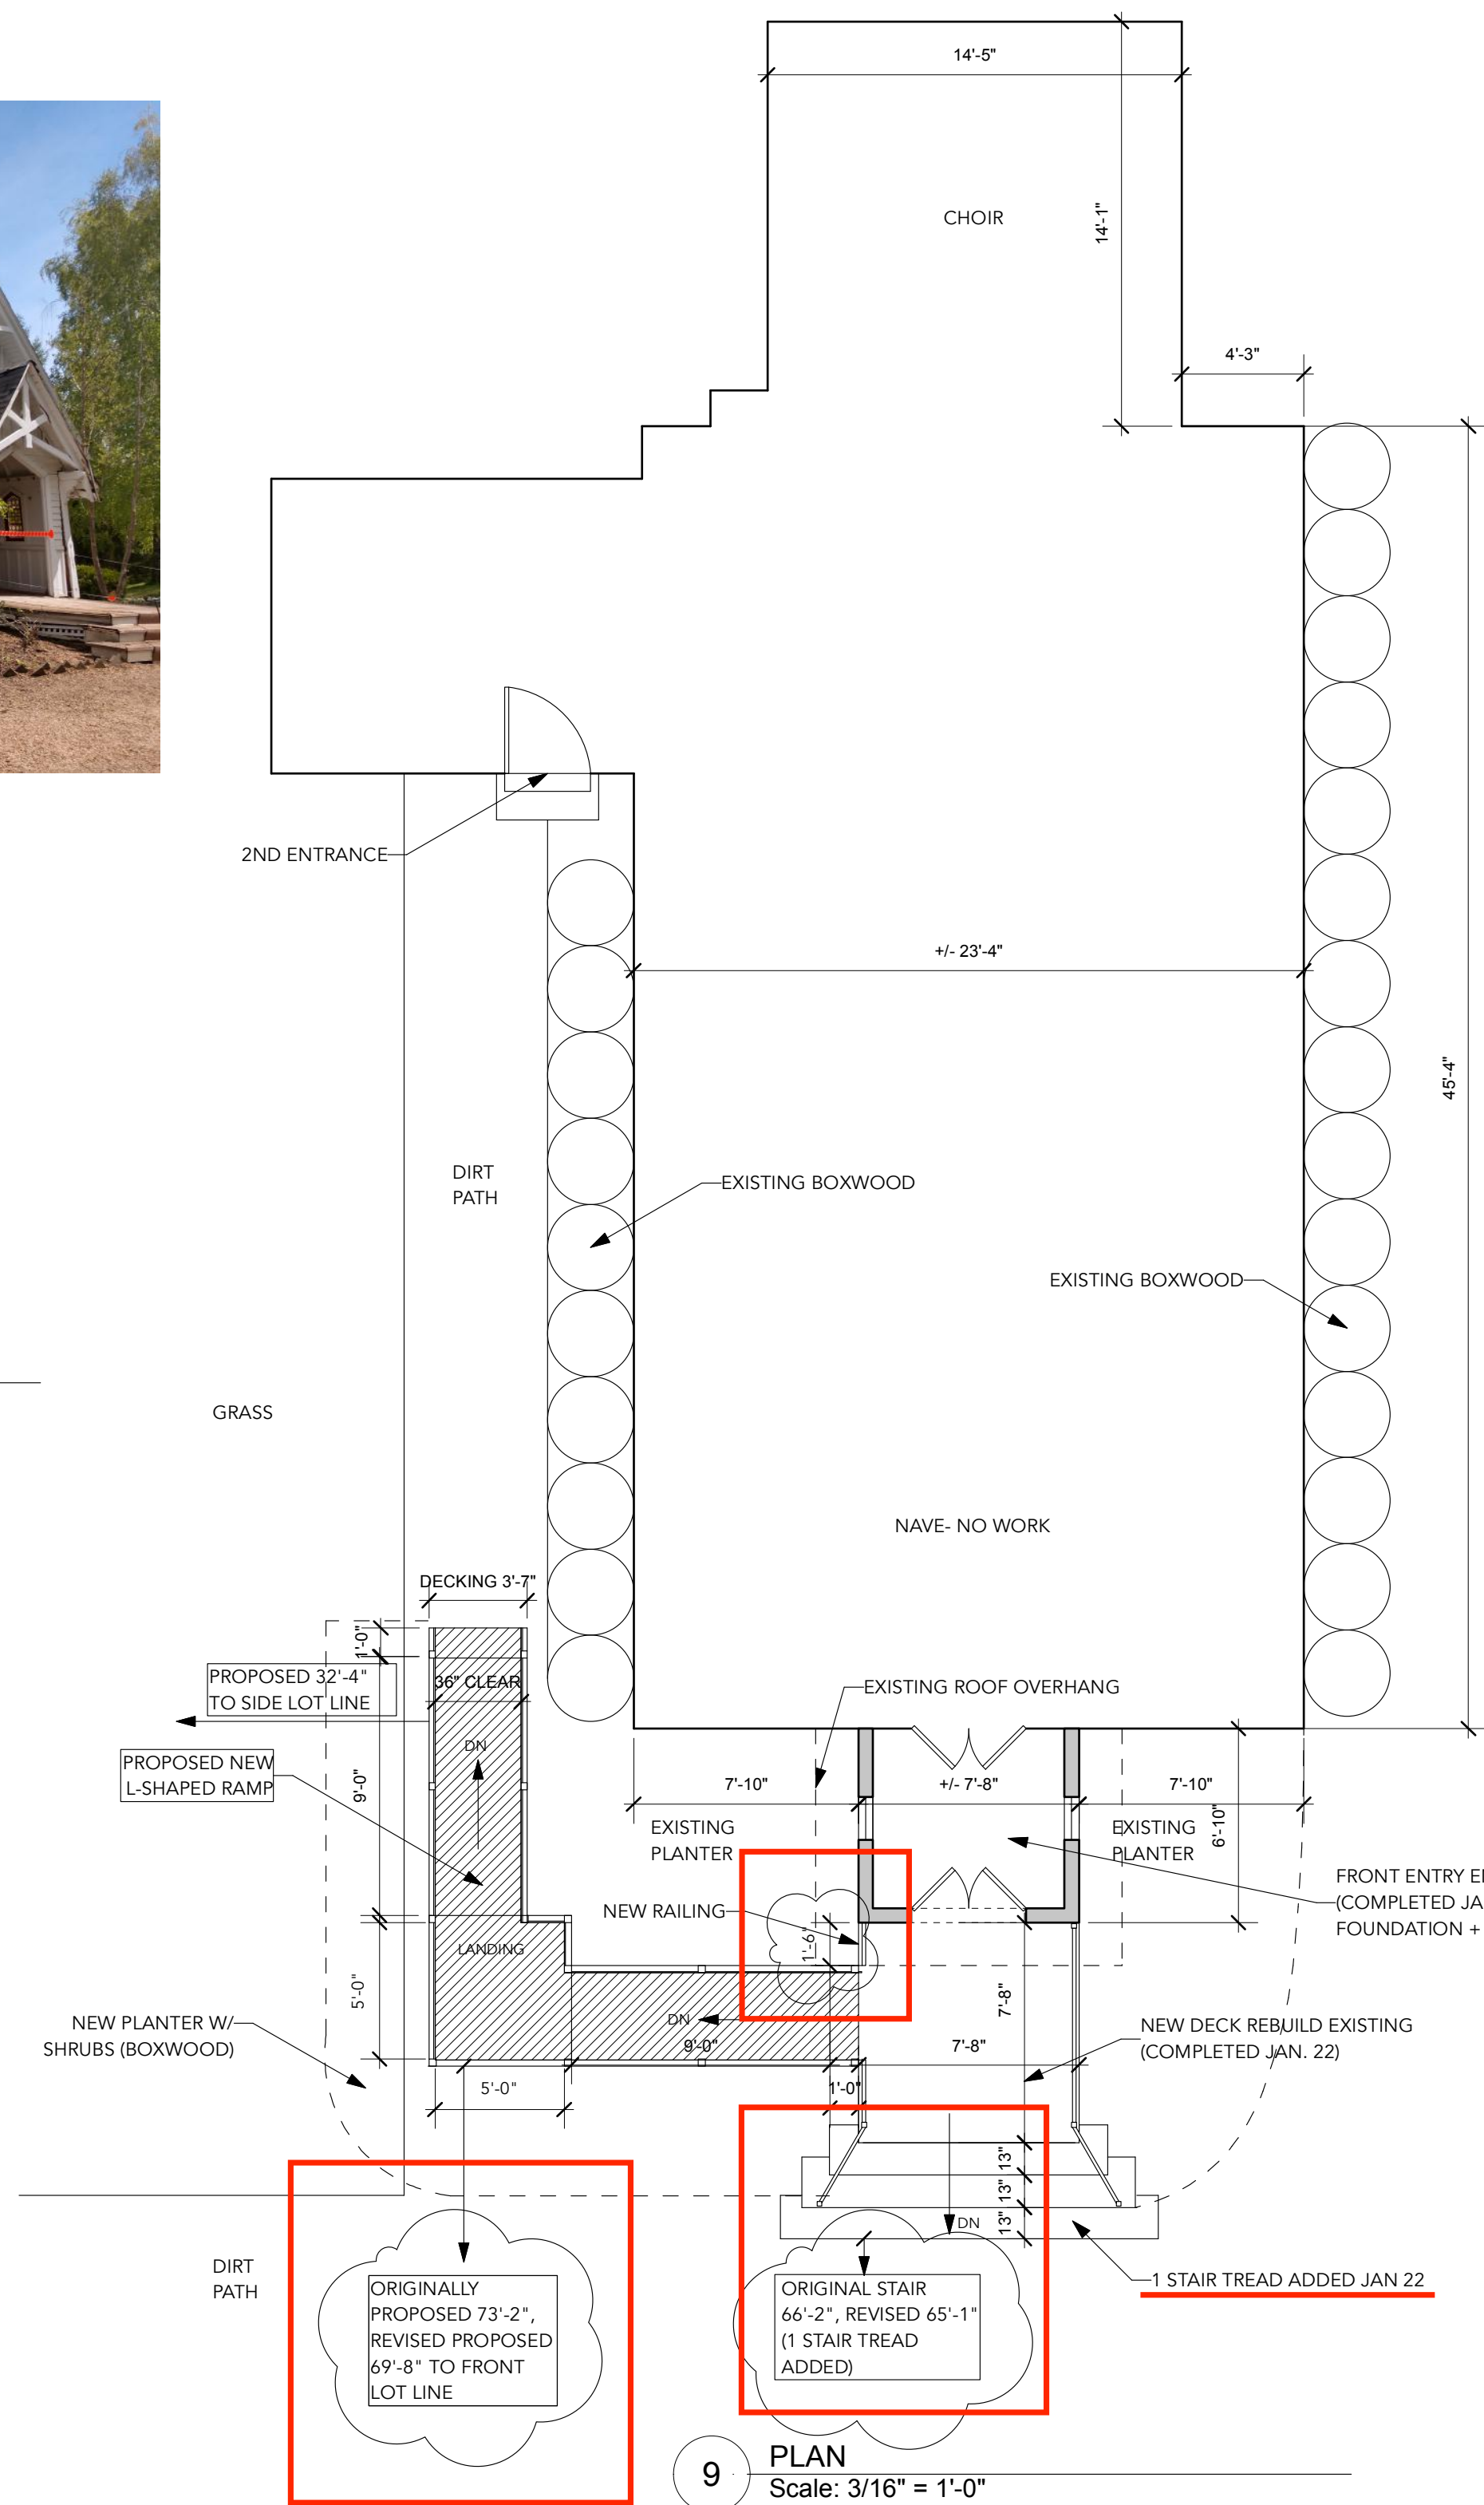 14'-5"
CHOIR
14'-1"
4'-3"
2ND ENTRANCE
+/- 23'-4"
45'-4"
DIRT
PATH
EXISTING BOXWOOD
EXISTING BOXWOOD
GRASS
NAVE- NO WORK
DECKING 3'-7"
1'-0"
PROPOSED 32'-4"
TO SIDE LOT LINE
36" CLEAR
EXISTING ROOF OVERHANG
DN
PROPOSED NEW
L-SHAPED RAMP
9'-0"
7'-10"
+/- 7'-8"
7'-10"
EXISTING
PLANTER
EXISTING
PLANTER
6'-10"
FRONT ENTRY
(COMPLETED
FOUNDATION +
NEW RAILING
1'-6"
LANDING
5'-0"
7'-8"
NEW PLANTER W/
SHRUBS (BOXWOOD)
DN
9'-0"
7'-8"
NEW DECK REBUILD EXISTING
(COMPLETED JAN. 22)
5'-0"
1'-0"
13"
13"
13"
DN
DIRT
PATH
1 STAIR TREAD ADDED JAN 22
ORIGINALLY
PROPOSED 73'-2",
REVISED PROPOSED
69'-8" TO FRONT
LOT LINE
ORIGINAL STAIR
66'-2", REVISED 65'-1"
(1 STAIR TREAD
ADDED)
9
PLAN
Scale: 3/16" = 1'-0"